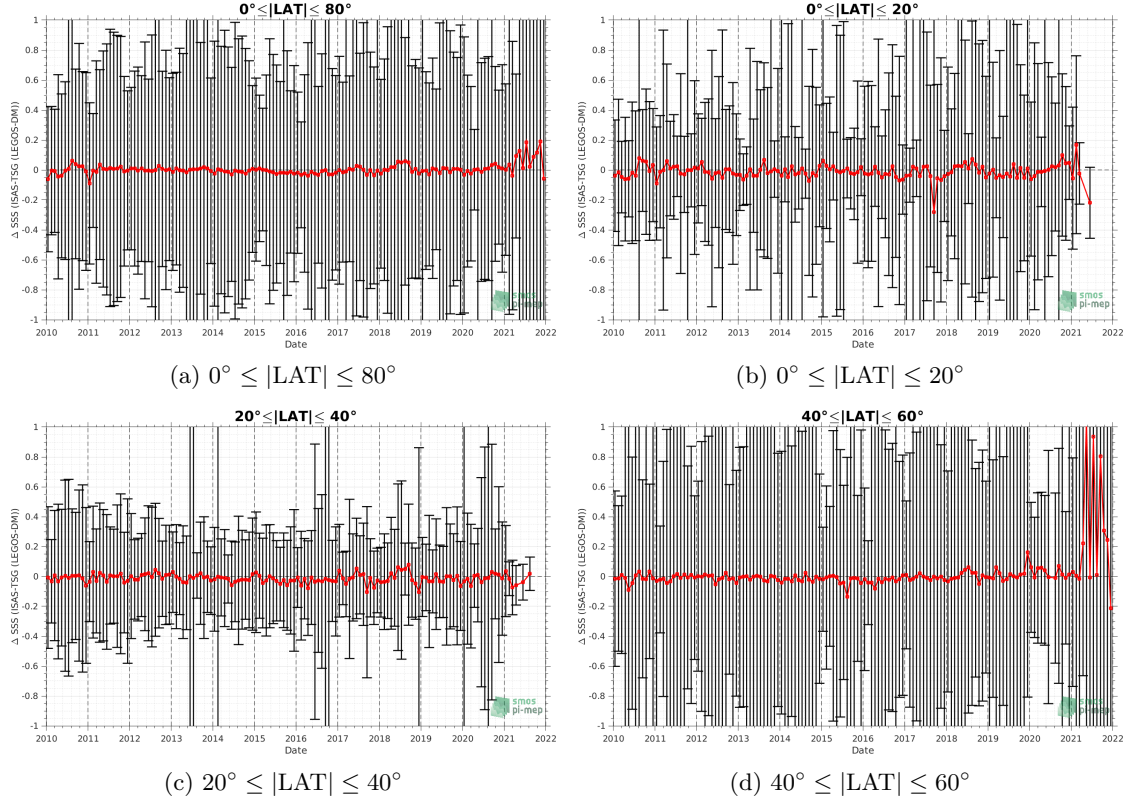 0°≤|LAT|≤ 80°
Δ SSS (ISAS-TSG (LEGOS-DM))
1
0.8
0.6
0.4
0.2
0
-0.2
-0.4
-0.6
-0.8
-1
2010 2011 2012 2013 2014 2015 2016 2017 2018 2019 2020 2021 2022
Date
smos
pi-mep
(a) 0° ≤ |LAT| ≤ 80°
0°≤|LAT|≤ 20°
Δ SSS (ISAS-TSG (LEGOS-DM))
1
0.8
0.6
0.4
0.2
0
-0.2
-0.4
-0.6
-0.8
-1
2010 2011 2012 2013 2014 2015 2016 2017 2018 2019 2020 2021 2022
Date
smos
pi-mep
(b) 0° ≤ |LAT| ≤ 20°
20°≤|LAT|≤ 40°
Δ SSS (ISAS-TSG (LEGOS-DM))
1
0.8
0.6
0.4
0.2
0
-0.2
-0.4
-0.6
-0.8
-1
2010 2011 2012 2013 2014 2015 2016 2017 2018 2019 2020 2021 2022
Date
smos
pi-mep
(c) 20° ≤ |LAT| ≤ 40°
40°≤|LAT|≤ 60°
Δ SSS (ISAS-TSG (LEGOS-DM))
1
0.8
0.6
0.4
0.2
0
-0.2
-0.4
-0.6
-0.8
-1
2010 2011 2012 2013 2014 2015 2016 2017 2018 2019 2020 2021 2022
Date
smos
pi-mep
(d) 40° ≤ |LAT| ≤ 60°